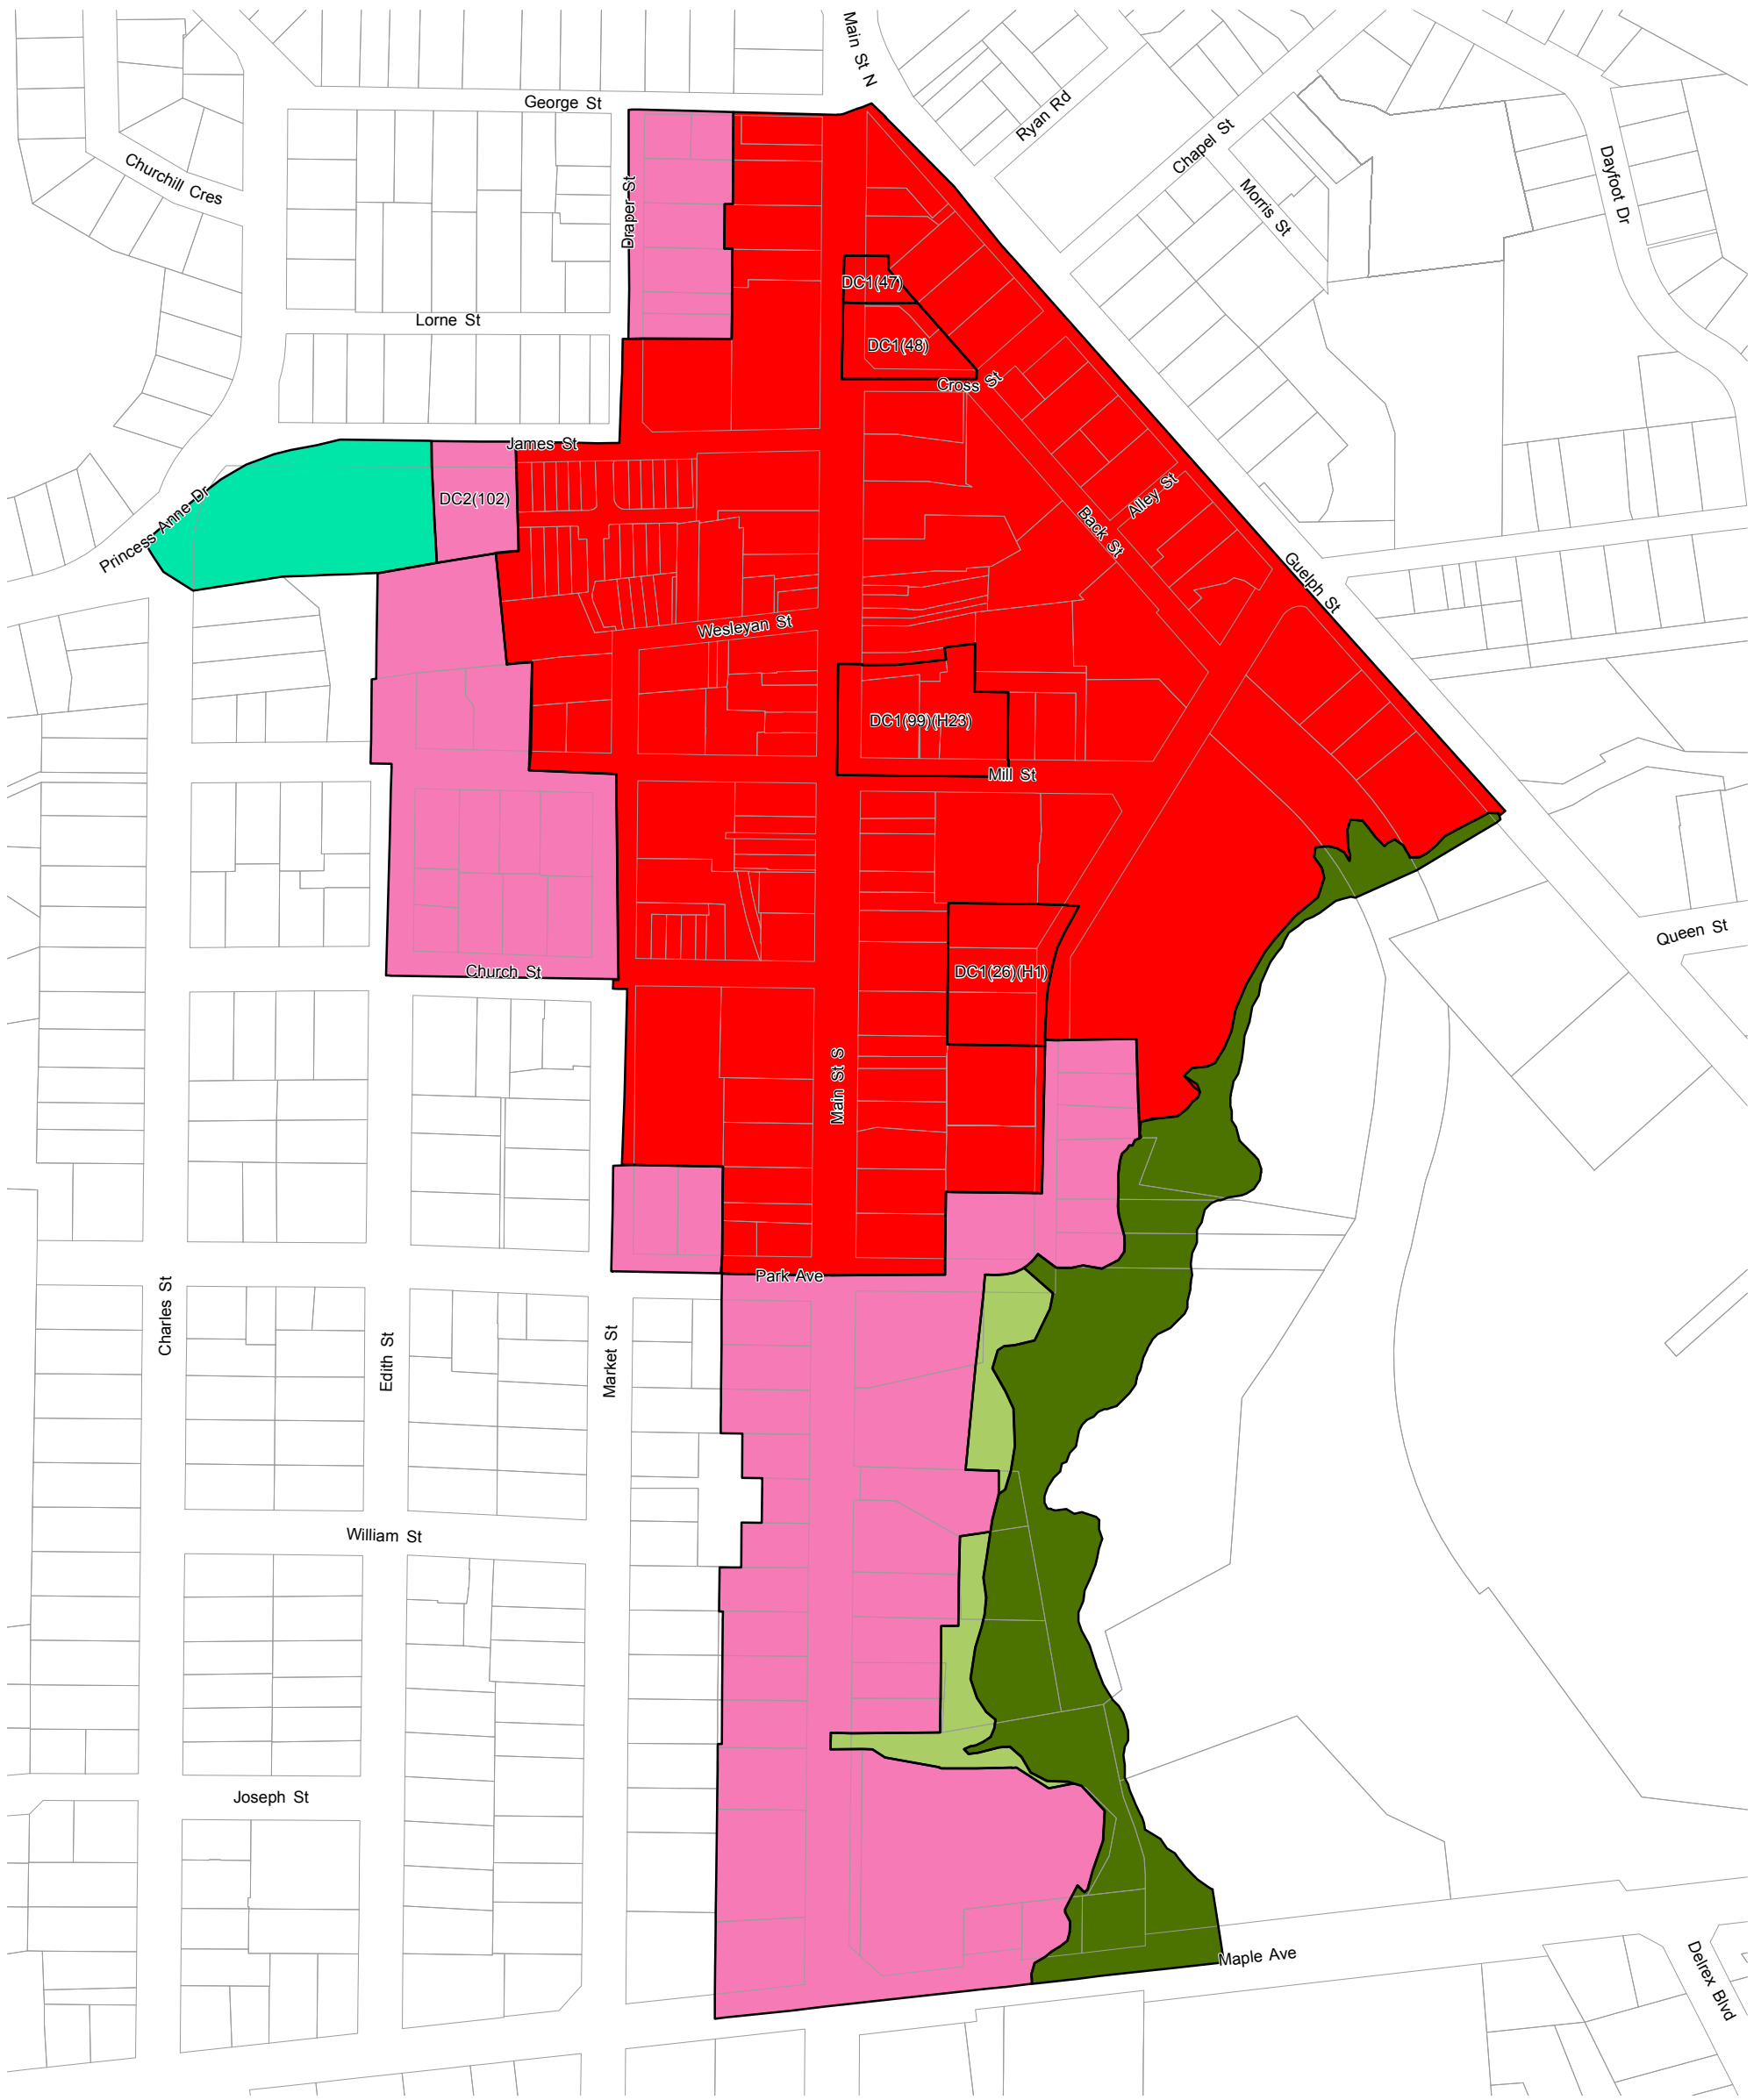 Main St N
George St
Ryan Rd
Chapel St
Churchill Cres
Dayfoot Dr
Morris St
Draper St
DC1(47)
Lorne St
DC1(48)
Cross St
James St
DC2(102)
Alley St
Princess Anne Dr
Back St
Guelph St
Wesleyan St
DC1(99)(H23)
Mill St
Queen St
Church St
DC1(26)(H1)
Main St S
Park Ave
Charles St
Edith St
Market St
William St
Joseph St
Maple Ave
Delrex Blvd